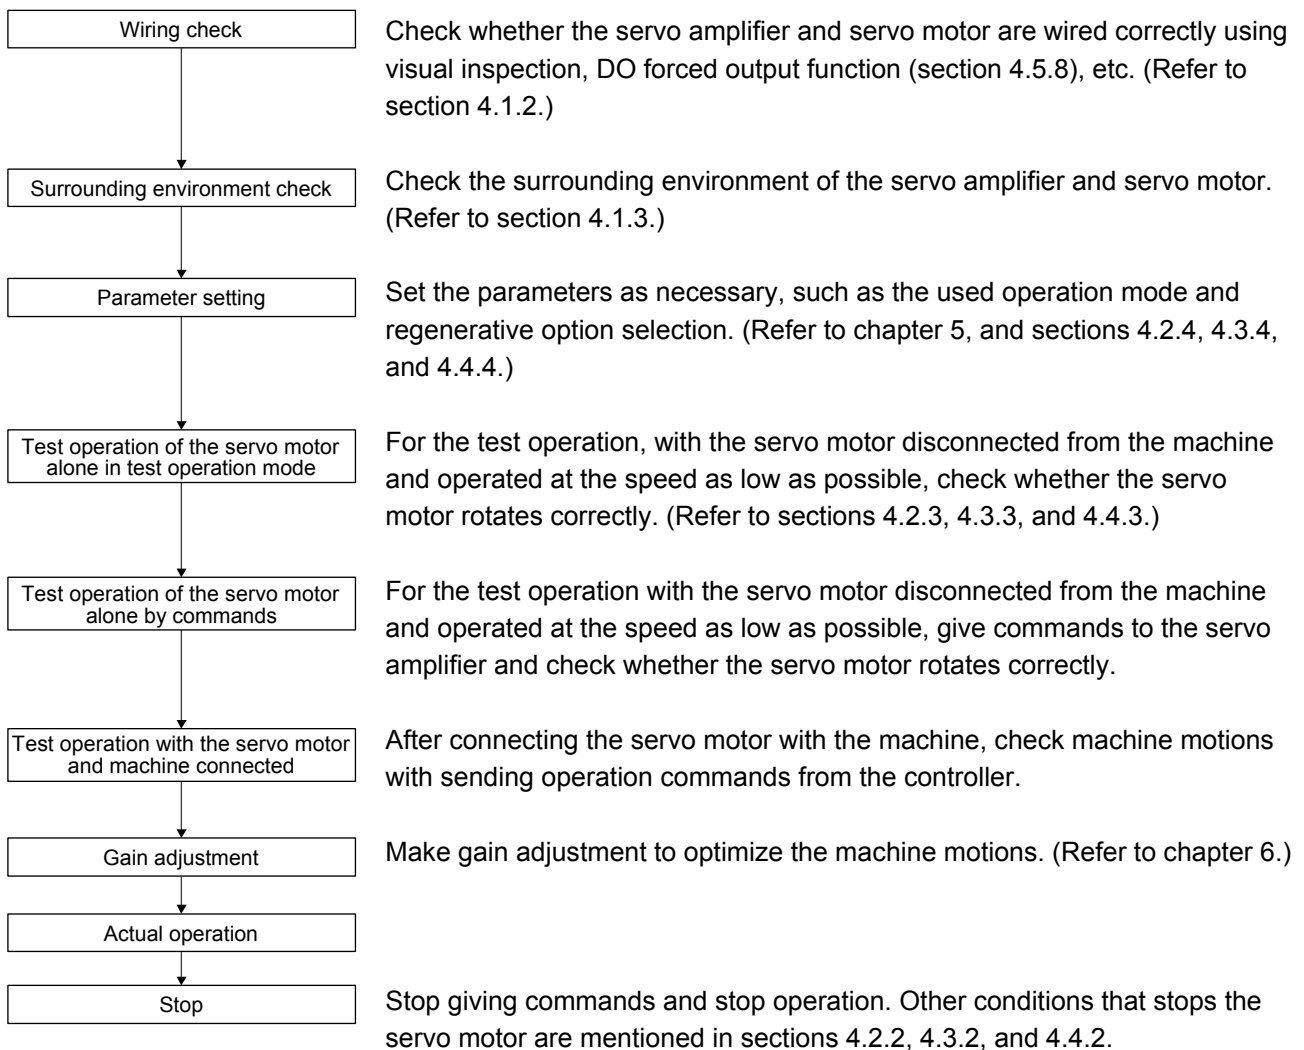 Wiring check
Check whether the servo amplifier and servo motor are wired correctly using
visual inspection, DO forced output function (section 4.5.8), etc. (Refer to
section 4.1.2.)
Surrounding environment check
Check the surrounding environment of the servo amplifier and servo motor.
(Refer to section 4.1.3.)
Parameter setting
Set the parameters as necessary, such as the used operation mode and
regenerative option selection. (Refer to chapter 5, and sections 4.2.4, 4.3.4,
and 4.4.4.)
Test operation of the servo motor
alone in test operation mode
For the test operation, with the servo motor disconnected from the machine
and operated at the speed as low as possible, check whether the servo
motor rotates correctly. (Refer to sections 4.2.3, 4.3.3, and 4.4.3.)
Test operation of the servo motor
alone by commands
For the test operation with the servo motor disconnected from the machine
and operated at the speed as low as possible, give commands to the servo
amplifier and check whether the servo motor rotates correctly.
Test operation with the servo motor
and machine connected
After connecting the servo motor with the machine, check machine motions
with sending operation commands from the controller.
Gain adjustment
Make gain adjustment to optimize the machine motions. (Refer to chapter 6.)
Actual operation
Stop
Stop giving commands and stop operation. Other conditions that stops the
servo motor are mentioned in sections 4.2.2, 4.3.2, and 4.4.2.